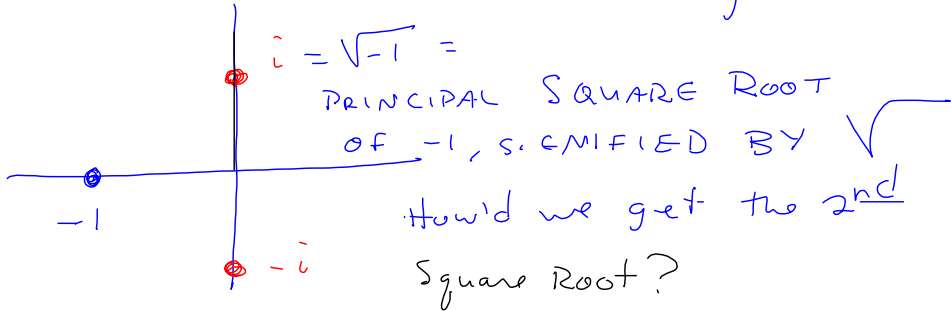 i = √-1 =
PRINCIPAL SQUARE ROOT
OF -1, SIGNIFIED BY √
-1
How'd we get the 2nd
-i
Square Root?